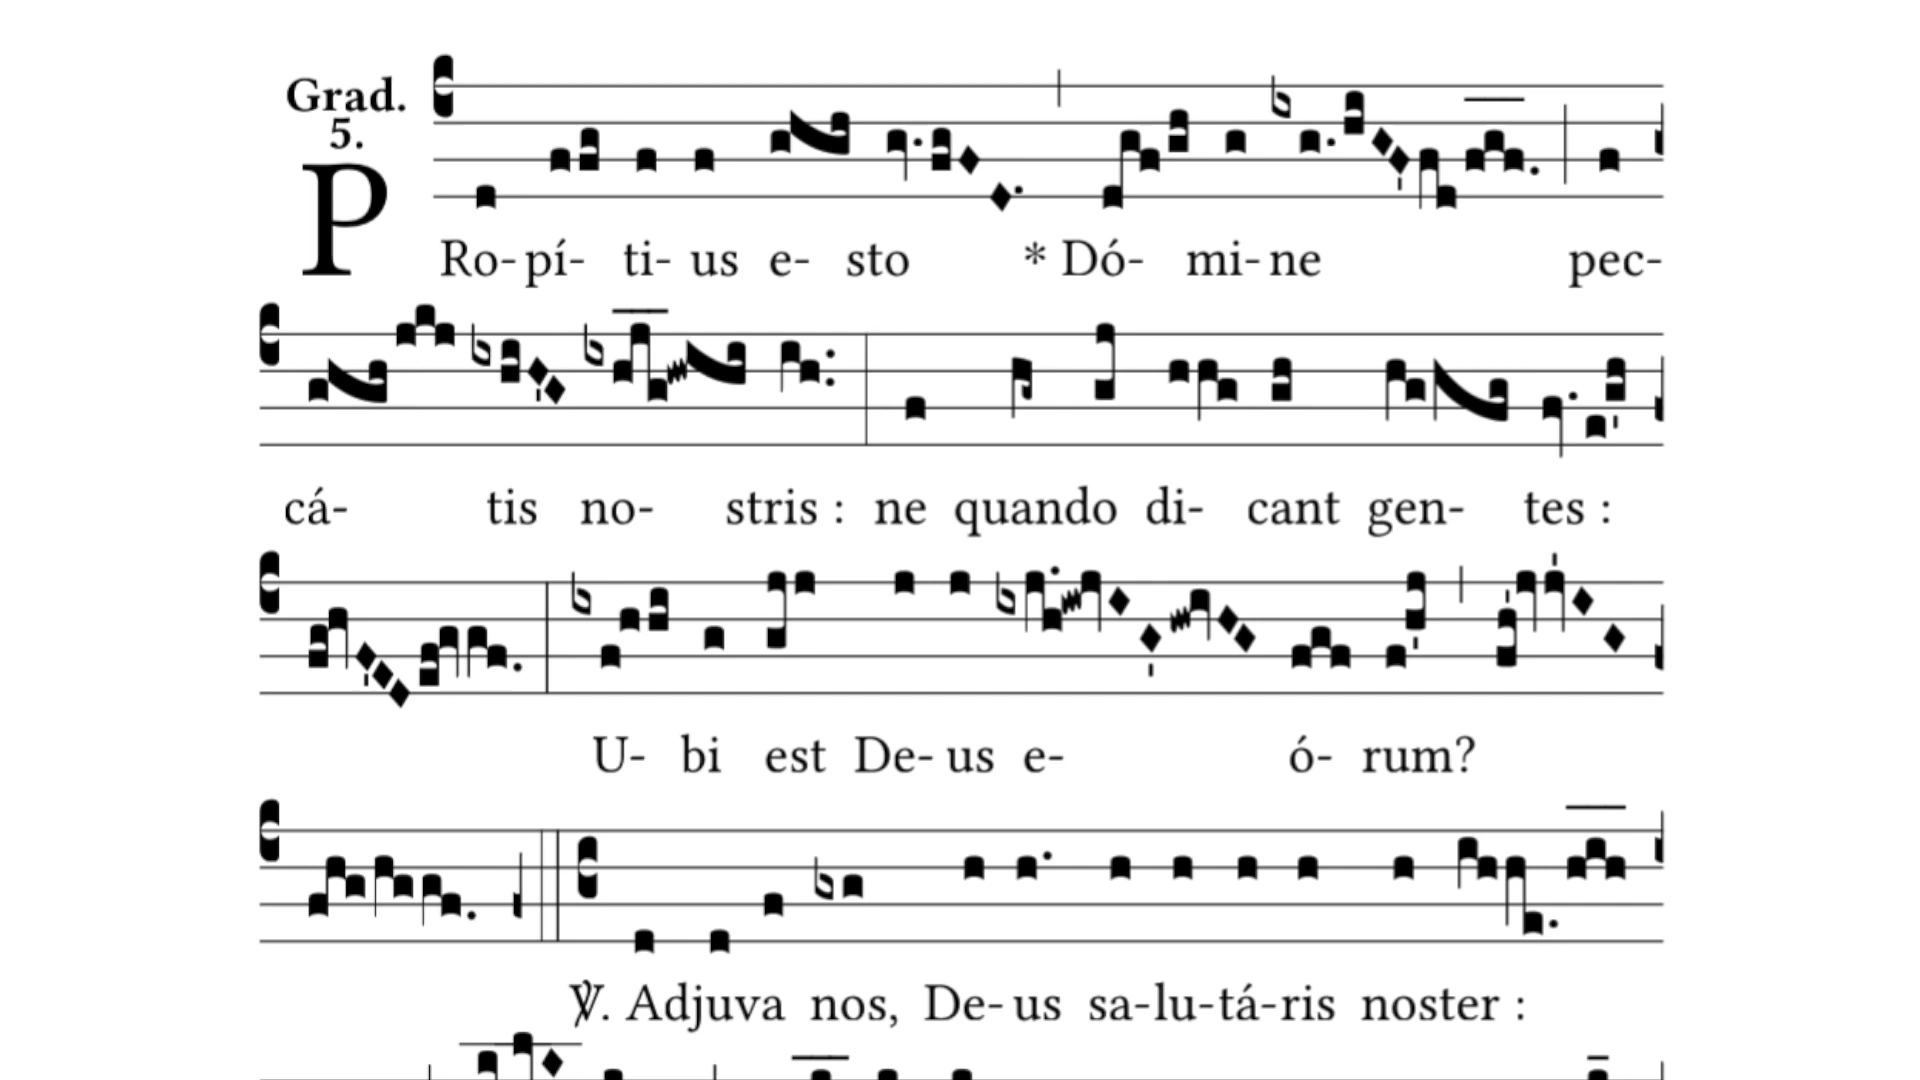 Grad.
5.
PRo-pí- ti- us e- sto * Dó- mi-ne pec-
cá- tis no- stris : ne quando di- cant gen- tes :
U- bi est De- us e- ó- rum?
℣. Adjuva nos, De- us sa-lu-tá-ris noster :